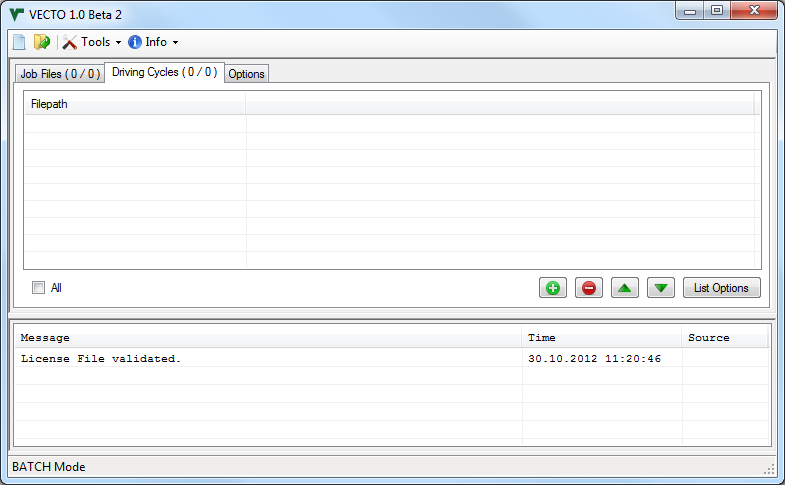 VECTO 1.0 Beta 2
Tools Info
Job Files ( 0 / 0 ) Driving Cycles ( 0 / 0 ) Options
Filepath
All List Options
Message Time Source
License File validated. 30.10.2012 11:20:46
BATCH Mode